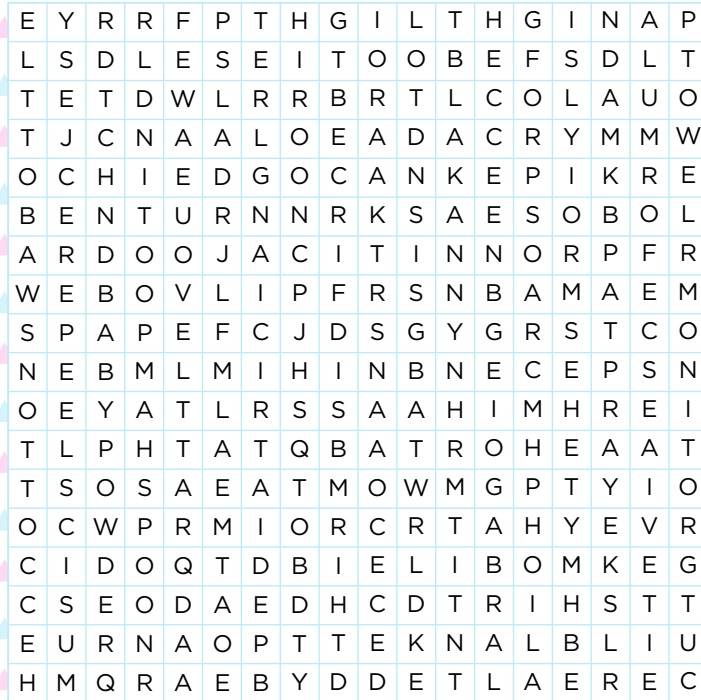 E Y R R F P T H G I L T H G I N A P
L S D L E S E I T O O B E F S D L T
T E T D W L R R B R T L C O L A U O
T J C N A A L O E A D A C R Y M M W
O C H I E D G O C A N K E P I K R E
B E N T U R N N R K S A E S O B O L
A R D O O J A C I T I N N O R P F R
W E B O V L I P F R S N B A M A E M
S P A P E F C J D S G Y G R S T C O
N E B M L M I H I N B N E C E P S N
O E Y A T L R S S A A H I M H R E I
T L P H T A T Q B A T R O H E A A T
T S O S A E A T M O W M G P T Y I O
O C W P R M I O R C R T A H Y E V R
C I D O Q T D B I E L I B O M K E G
C S E O D A E D H C D T R I H S T T
E U R N A O P T T E K N A L B L I U
H M Q R A E B Y D D E T L A E R E C